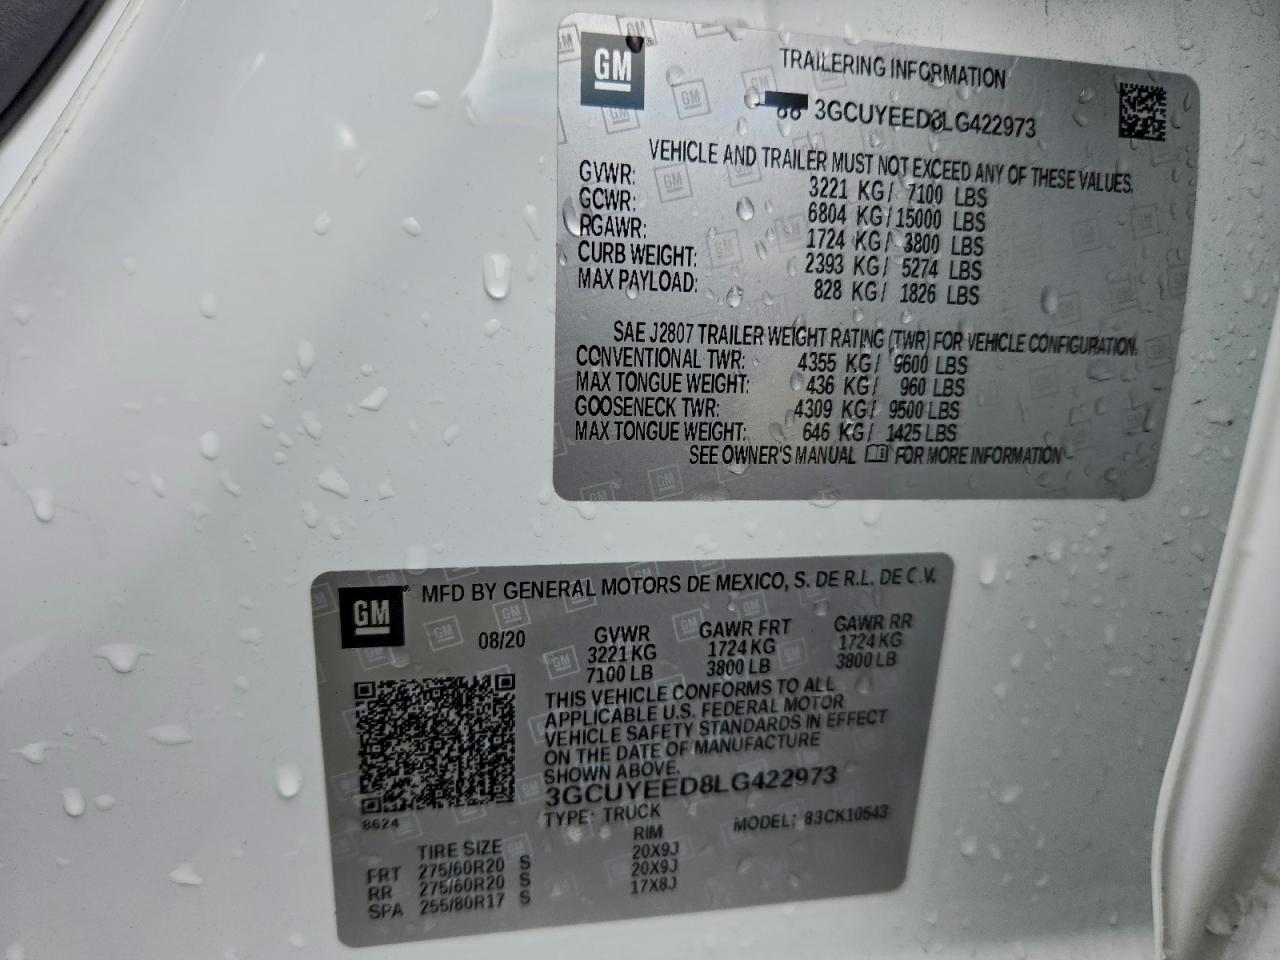 GM
TRAILERING INFORMATION
3GCUYEED8LG422973
VEHICLE AND TRAILER MUST NOT EXCEED ANY OF THESE VALUES.
GVWR: 3221 KG/ 7100 LBS
GCWR: 6804 KG/ 15000 LBS
RGAWR: 1724 KG/ 3800 LBS
CURB WEIGHT: 2393 KG/ 5274 LBS
MAX PAYLOAD: 828 KG/ 1826 LBS
SAE J2807 TRAILER WEIGHT RATING (TWR) FOR VEHICLE CONFIGURATION.
CONVENTIONAL TWR: 4355 KG/ 9600 LBS
MAX TONGUE WEIGHT: 436 KG/ 960 LBS
GOOSENECK TWR: 4309 KG/ 9500 LBS
MAX TONGUE WEIGHT: 646 KG/ 1425 LBS
SEE OWNER'S MANUAL FOR MORE INFORMATION
GM
MFD BY GENERAL MOTORS DE MEXICO, S. DE R.L. DE C.V.
08/20 GVWR GAWR FRT GAWR RR
3221 KG 1724 KG 1724 KG
7100 LB 3800 LB 3800 LB
THIS VEHICLE CONFORMS TO ALL
APPLICABLE U.S. FEDERAL MOTOR
VEHICLE SAFETY STANDARDS IN EFFECT
ON THE DATE OF MANUFACTURE
SHOWN ABOVE.
3GCUYEED8LG422973
8624 TYPE: TRUCK MODEL: 83CK10543
TIRE SIZE RIM
FRT 275/60R20 S 20X9J
RR 275/60R20 S 20X9J
SPA 255/80R17 S 17X8J